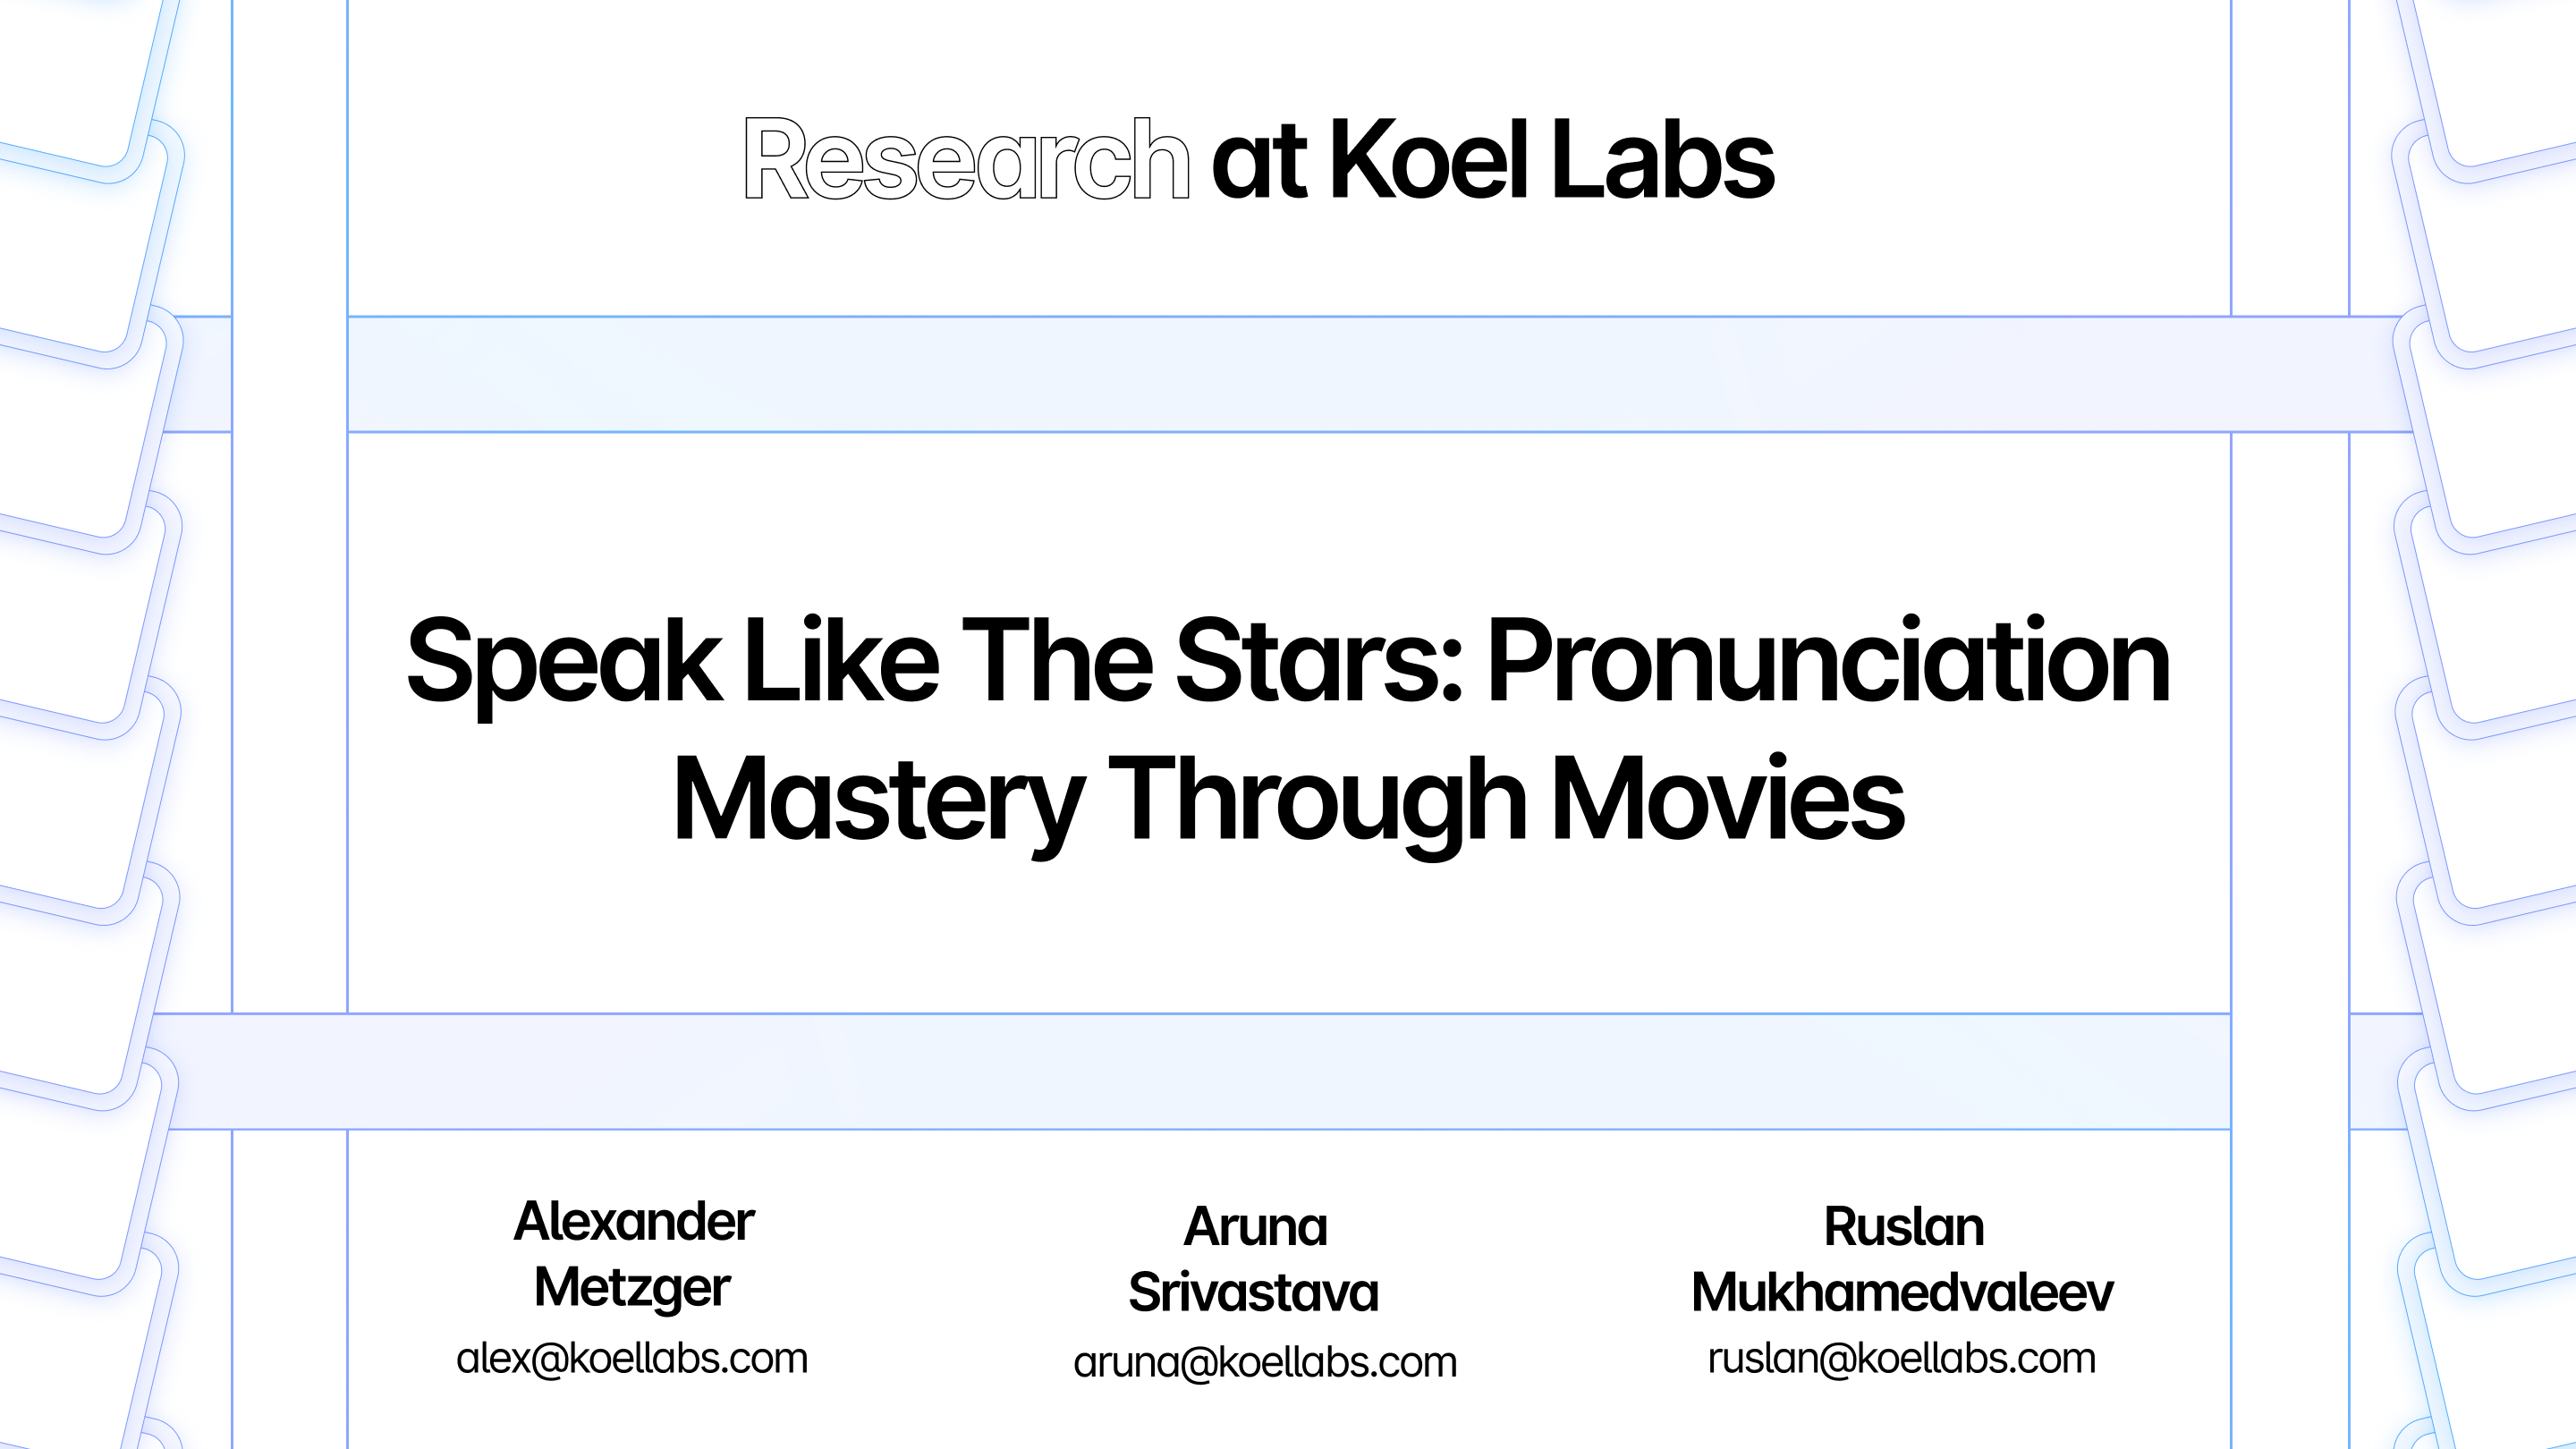 Research at Koel Labs
Speak Like The Stars: Pronunciation
Mastery Through Movies
Alexander
Metzger
alex@koellabs.com
Aruna
Srivastava
aruna@koellabs.com
Ruslan
Mukhamedvaleev
ruslan@koellabs.com